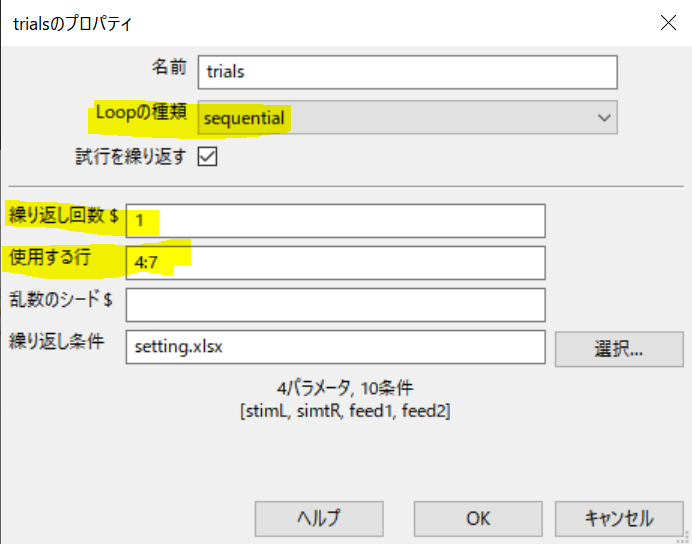 trialsのプロパティ
名前 trials
Loopの種類 sequential
試行を繰り返す
繰り返し回数 $ 1
使用する行 4:7
乱数のシード $
繰り返し条件 setting.xlsx 選択...
4パラメータ, 10条件
[stimL, simtR, feed1, feed2]
ヘルプ OK キャンセル